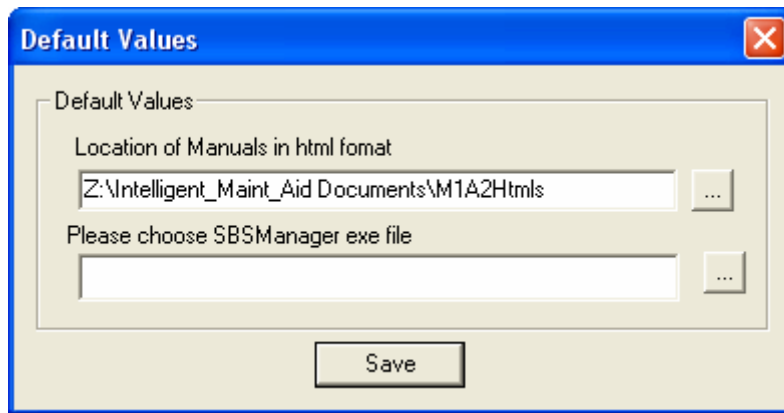 Default Values
Default Values
Location of Manuals in html fomat
Z:\Intelligent_Maint_Aid Documents\M1A2Htmls
...
Please choose SBSManager exe file
...
Save